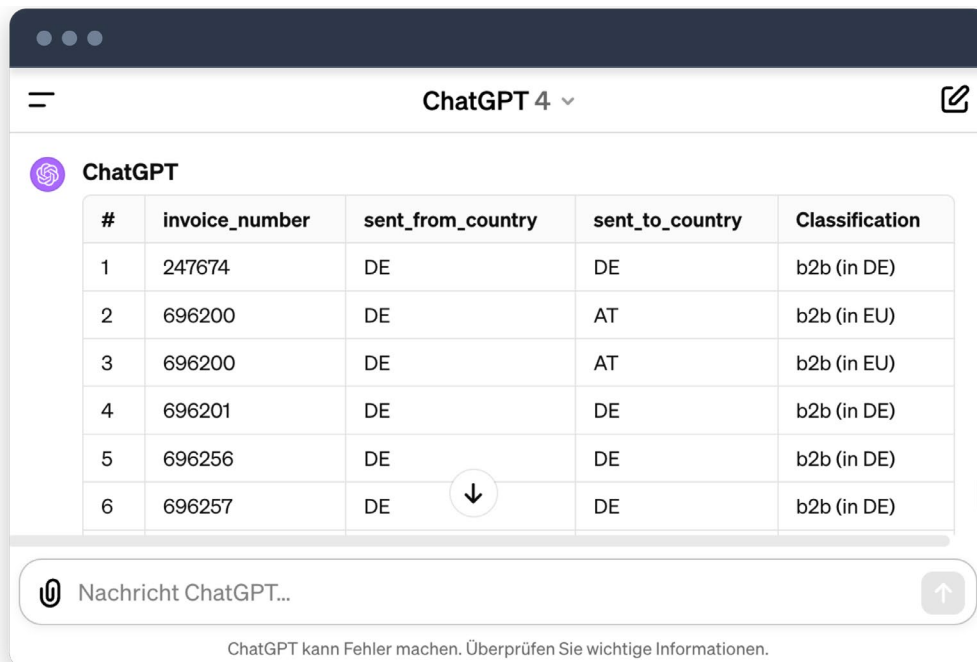 ChatGPT 4
ChatGPT
# invoice_number sent_from_country sent_to_country Classification
1 247674 DE DE b2b (in DE)
2 696200 DE AT b2b (in EU)
3 696200 DE AT b2b (in EU)
4 696201 DE DE b2b (in DE)
5 696256 DE DE b2b (in DE)
6 696257 DE DE b2b (in DE)
Nachricht ChatGPT...
ChatGPT kann Fehler machen. Überprüfen Sie wichtige Informationen.